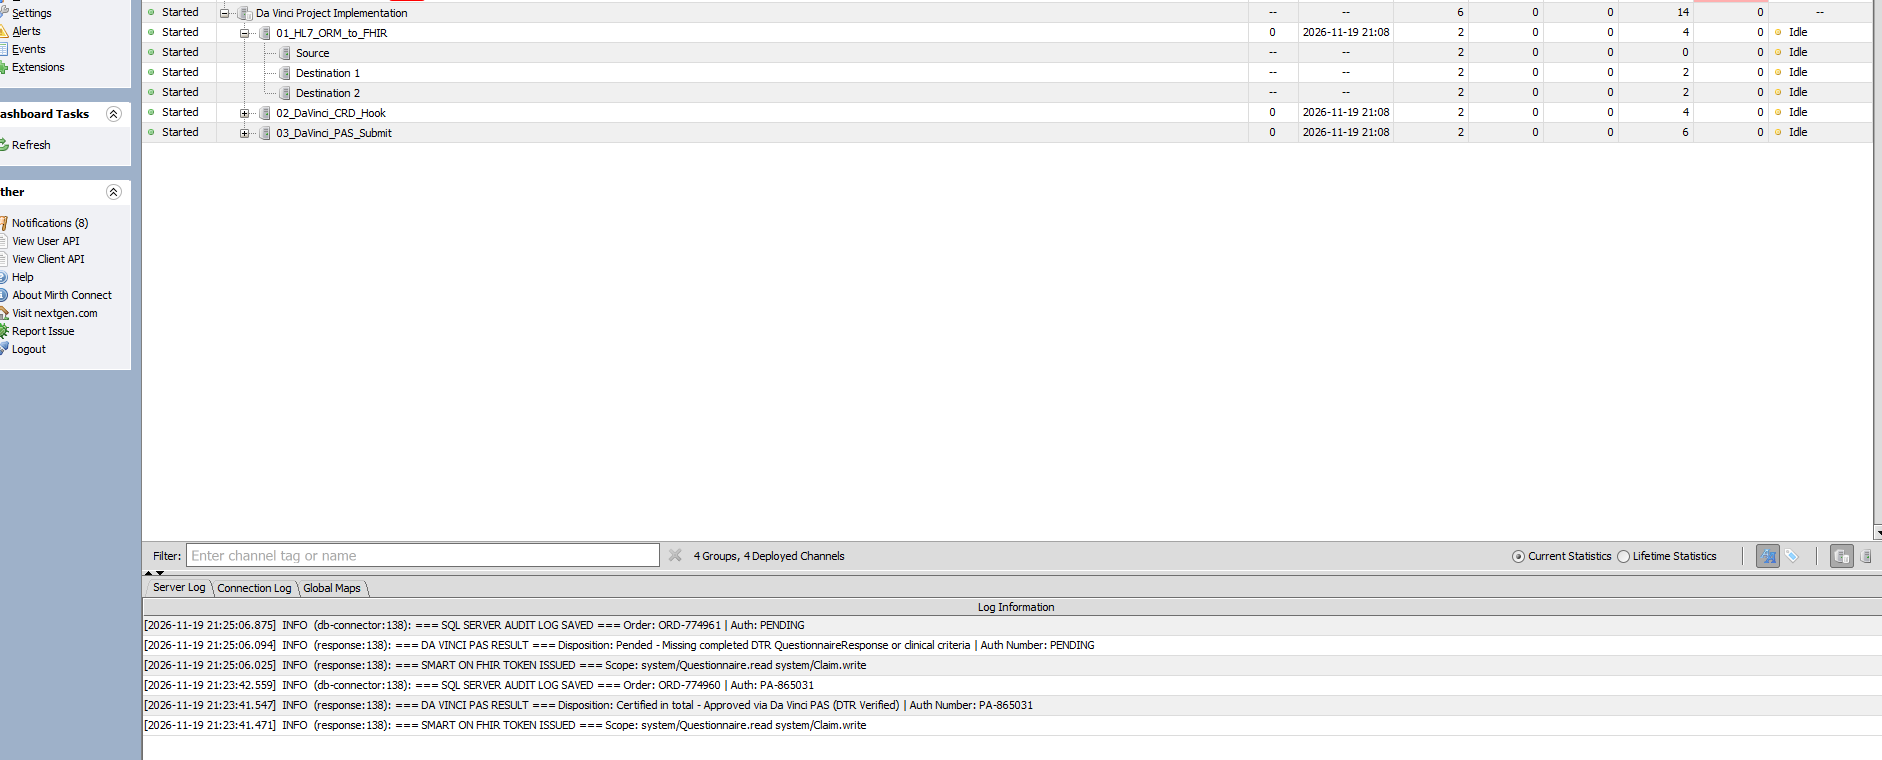 Settings
Alerts
Events
Extensions
ashboard Tasks
Refresh
ther
Notifications (8)
View User API
View Client API
Help
About Mirth Connect
Visit nextgen.com
Report Issue
Logout
Started Da Vinci Project Implementation -- -- 6 0 0 14 0 --
Started 01_HL7_ORM_to_FHIR 0 2026-11-19 21:08 2 0 0 4 0 Idle
Started Source -- -- 2 0 0 0 0 Idle
Started Destination 1 -- -- 2 0 0 2 0 Idle
Started Destination 2 -- -- 2 0 0 2 0 Idle
Started 02_DaVinci_CRD_Hook 0 2026-11-19 21:08 2 0 0 4 0 Idle
Started 03_DaVinci_PAS_Submit 0 2026-11-19 21:08 2 0 0 6 0 Idle
Filter: Enter channel tag or name 4 Groups, 4 Deployed Channels Current Statistics Lifetime Statistics
Server Log Connection Log Global Maps
Log Information
[2026-11-19 21:25:06.875] INFO (db-connector:138): === SQL SERVER AUDIT LOG SAVED === Order: ORD-774961 | Auth: PENDING
[2026-11-19 21:25:06.094] INFO (response:138): === DA VINCI PAS RESULT === Disposition: Pended - Missing completed DTR QuestionnaireResponse or clinical criteria | Auth Number: PENDING
[2026-11-19 21:25:06.025] INFO (response:138): === SMART ON FHIR TOKEN ISSUED === Scope: system/Questionnaire.read system/Claim.write
[2026-11-19 21:23:42.559] INFO (db-connector:138): === SQL SERVER AUDIT LOG SAVED === Order: ORD-774960 | Auth: PA-865031
[2026-11-19 21:23:41.547] INFO (response:138): === DA VINCI PAS RESULT === Disposition: Certified in total - Approved via Da Vinci PAS (DTR Verified) | Auth Number: PA-865031
[2026-11-19 21:23:41.471] INFO (response:138): === SMART ON FHIR TOKEN ISSUED === Scope: system/Questionnaire.read system/Claim.write